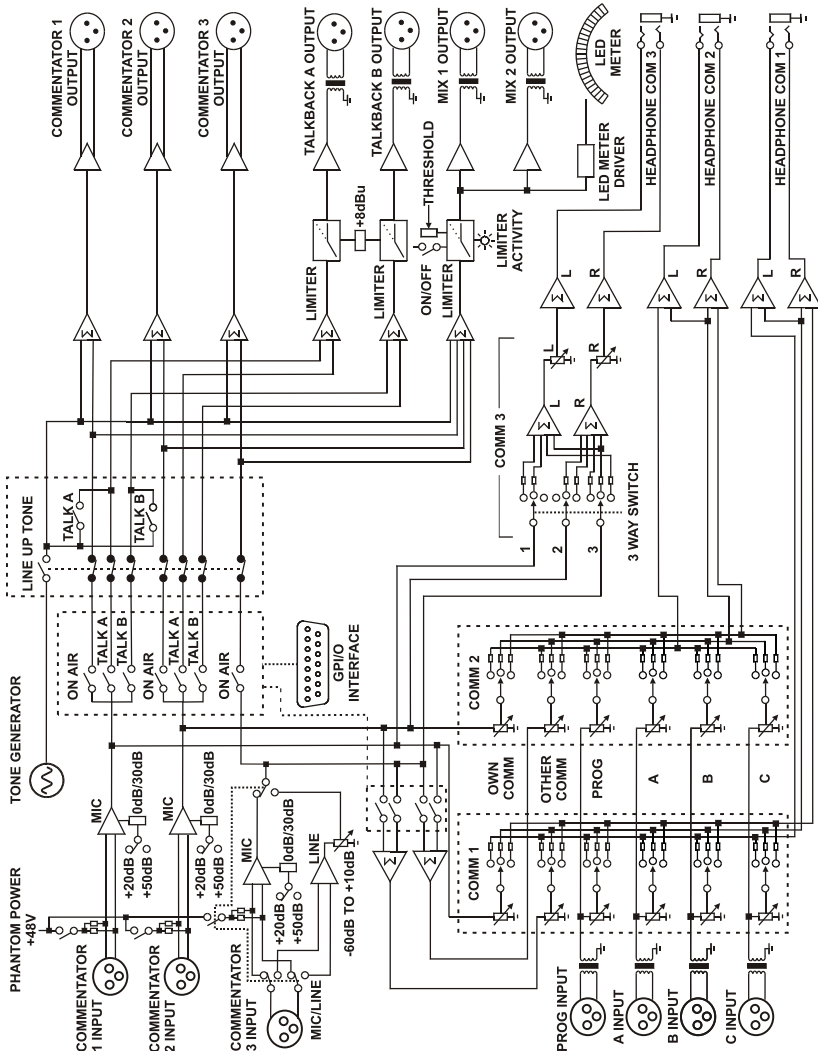 COMMENTATOR 1
OUTPUT
COMMENTATOR 2
OUTPUT
COMMENTATOR 3
OUTPUT
TALKBACK A OUTPUT
TALKBACK B OUTPUT
MIX 1 OUTPUT
MIX 2 OUTPUT
LED
METER
LED METER
DRIVER
HEADPHONE COM 3
HEADPHONE COM 2
HEADPHONE COM 1
+8dBu
THRESHOLD
LIMITER
LIMITER
ON/OFF
LIMITER
LIMITER
ACTIVITY
Σ
Σ
Σ
Σ
Σ
Σ
Σ
L
Σ
R
Σ
L
Σ
R
Σ
L
Σ
R
L
R
COMM 3
Σ
L
Σ
R
1
2
3
3 WAY SWITCH
LINE UP TONE
TALK A
TALK B
ON AIR
TALK A
TALK B
ON AIR
TALK A
TALK B
ON AIR
GPI/O
INTERFACE
TONE GENERATOR
MIC
0dB/30dB
+20dB
+50dB
MIC
0dB/30dB
+20dB
+50dB
MIC
0dB/30dB
+20dB
+50dB
LINE
-60dB TO +10dB
Σ
Σ
PHANTOM POWER
+48V
COMMENTATOR
1 INPUT
COMMENTATOR
2 INPUT
COMMENTATOR
3 INPUT
MIC/LINE
COMM 2
OWN
COMM
OTHER
COMM
PROG
A
B
C
COMM 1
PROG INPUT
A INPUT
B INPUT
C INPUT